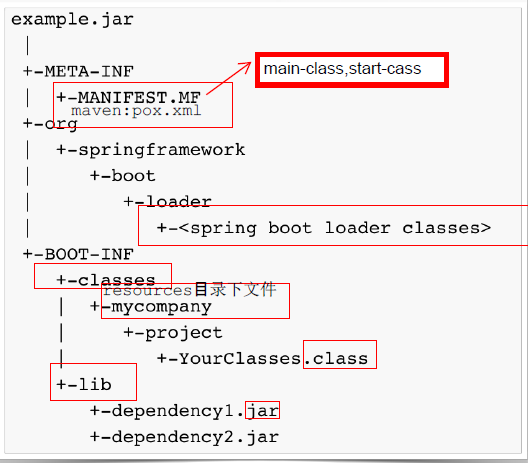 example.jar
|
+-META-INF
main-class,start-cass
| +-MANIFEST.MF
maven:pox.xml
+-org
| +-springframework
| +-boot
| +-loader
| +-<spring boot loader classes>
+-BOOT-INF
+-classes
resources目录下文件
| +-mycompany
| +-project
| +-YourClasses.class
+-lib
+-dependency1.jar
+-dependency2.jar